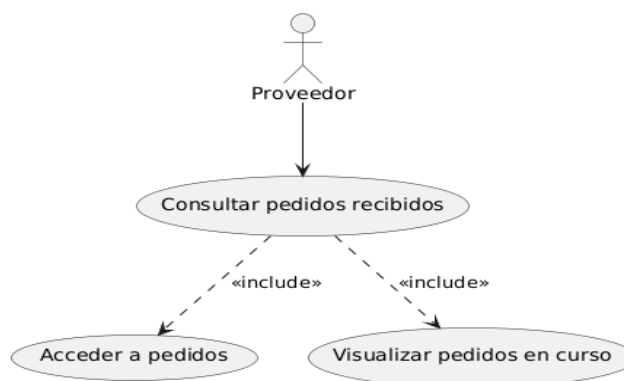 Proveedor
Consultar pedidos recibidos
«include»
«include»
Acceder a pedidos
Visualizar pedidos en curso